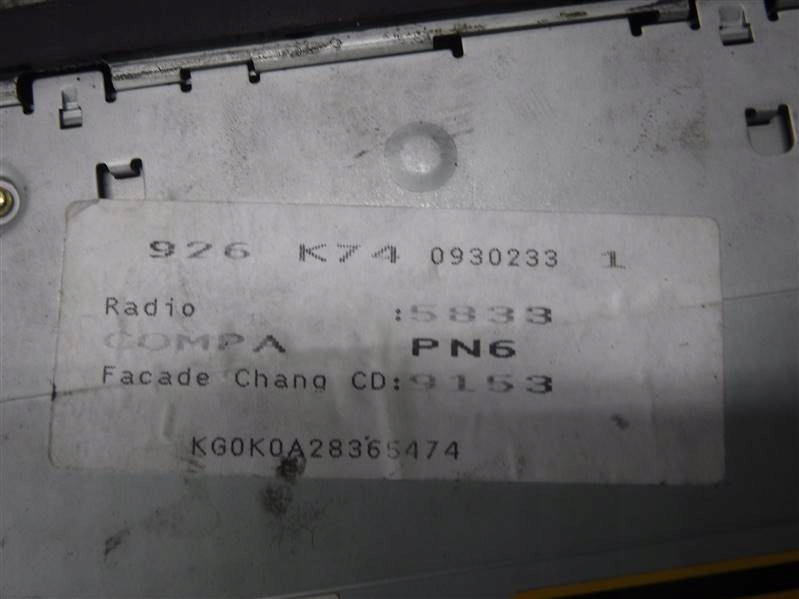 926 K74 0930233 1
Radio :5833
COMPA PN6
Facade Chang CD:9153
KG0K0A28365474